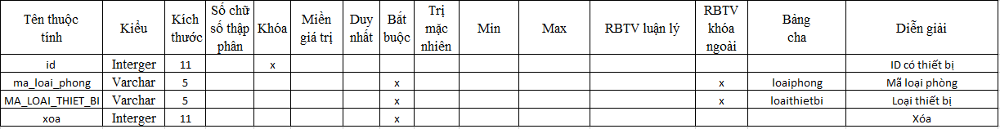 Tên thuộc tính Kiểu Kích thước Số chữ số thập phân Khóa Miền giá trị Duy nhất Bắt buộc Trị mặc nhiên Min Max RBTV luận lý RBTV khóa ngoài Bảng cha Diễn giải
id Interger 11 x ID có thiết bị
ma_loai_phong Varchar 5 x x loaiphong Mã loại phòng
MA_LOAI_THIET_BI Varchar 5 x x loaithietbi Loại thiết bị
xoa Interger 11 x Xóa